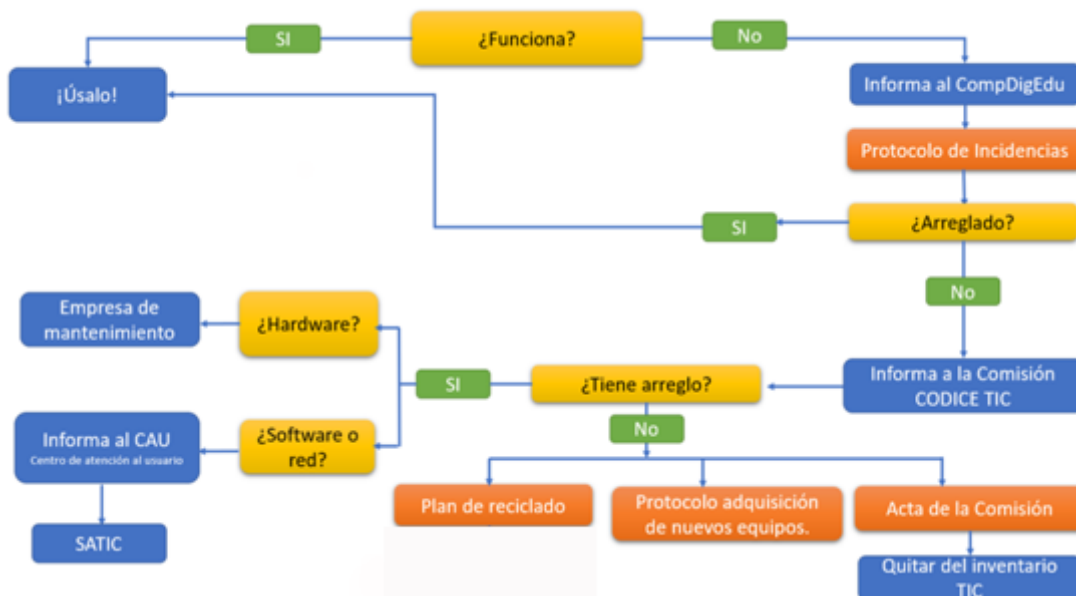 ¿Funciona?
SI
No
¡Úsalo!
Informa al CompDigEdu
Protocolo de Incidencias
¿Arreglado?
SI
No
Empresa de
mantenimiento
¿Hardware?
SI
¿Tiene arreglo?
Informa a la Comisión
CODICE TIC
No
Informa al CAU
Centro de atención al usuario
¿Software o
red?
Plan de reciclado
Protocolo adquisición
de nuevos equipos.
Acta de la Comisión
SATIC
Quitar del inventario
TIC